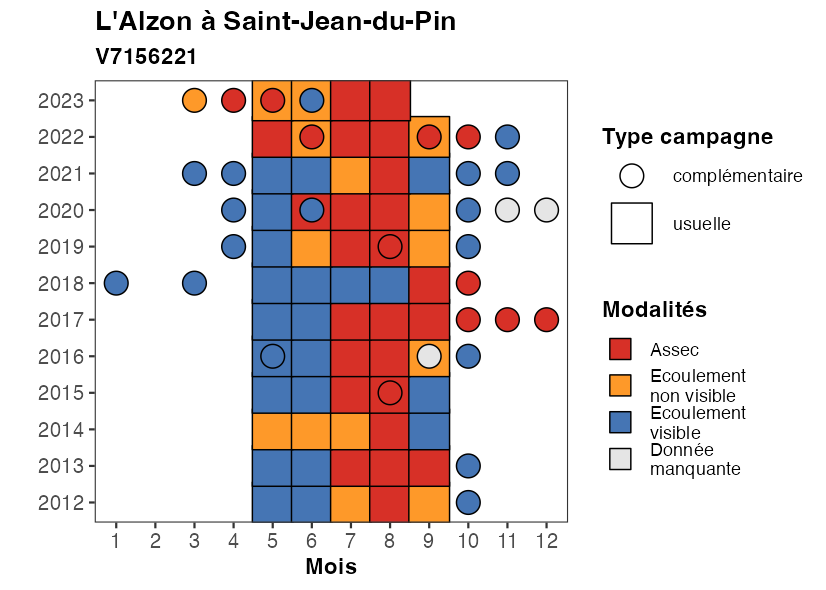 L'Alzon à Saint-Jean-du-Pin
V7156221
2023
2022
2021
2020
2019
2018
2017
2016
2015
2014
2013
2012
1 2 3 4 5 6 7 8 9 10 11 12
Mois
Type campagne
complémentaire
usuelle
Modalités
Assec
Ecoulement
non visible
Ecoulement
visible
Donnée
manquante